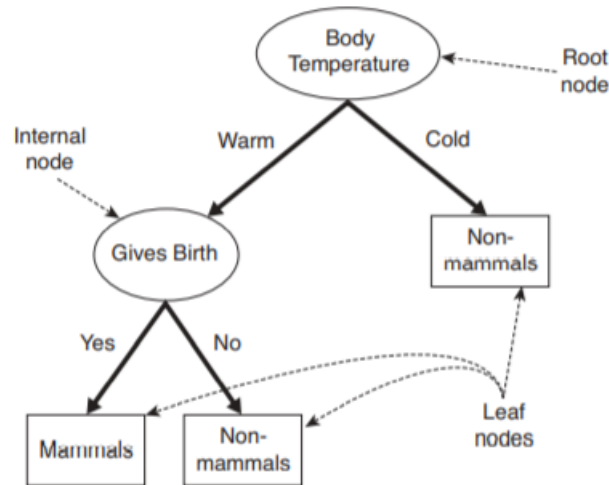 Body
Temperature
Root
node
Internal
node
Warm
Cold
Gives Birth
Non-
mammals
Yes
No
Mammals
Non-
mammals
Leaf
nodes